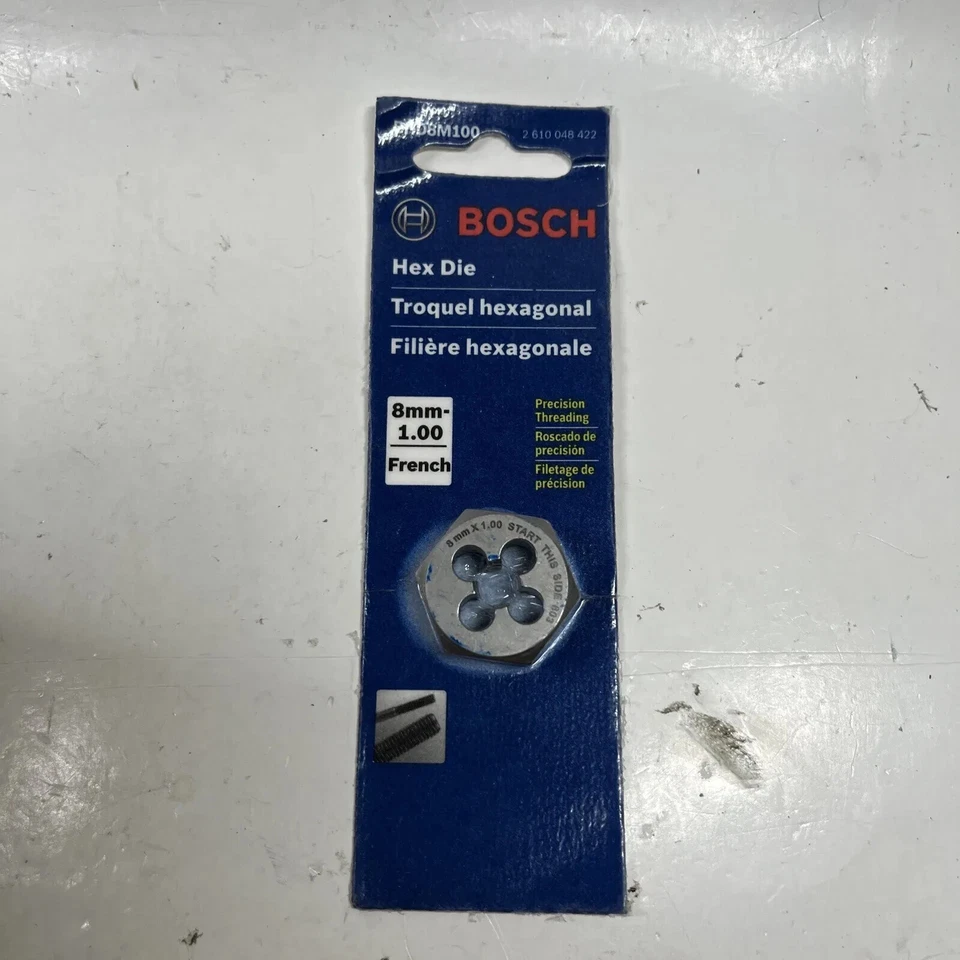 2 610 048 422
BOSCH
Hex Die
Troquel hexagonal
Filière hexagonale
8mm-
1.00
French
Precision
Threading
Roscado de
precisión
Filetage de
précision
8 mm X 1.00 START THIS SIDE 803